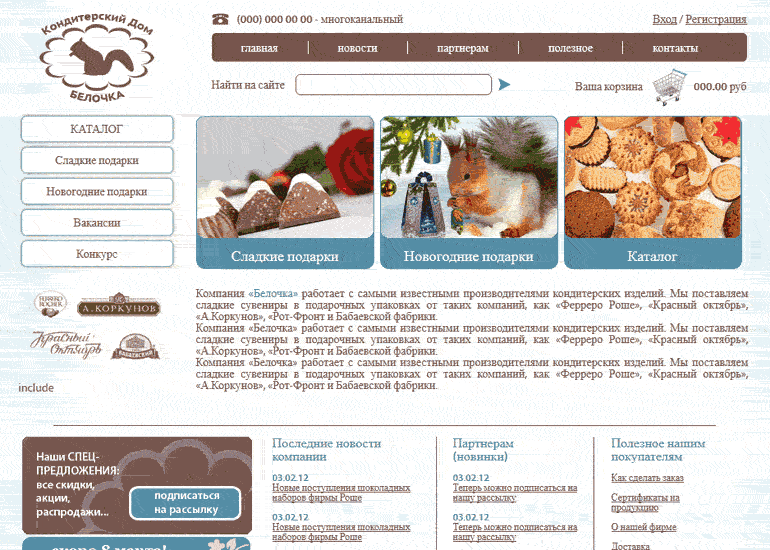 Кондитерский Дом
БЕЛОЧКА
(000) 000 00 00 - многоканальный
Вход / Регистрация
главная
новости
партнерам
полезное
контакты
Найти на сайте
Ваша корзина
000.00 руб
КАТАЛОГ
Сладкие подарки
Новогодние подарки
Вакансии
Конкурс
Сладкие подарки
Новогодние подарки
Каталог
FERRERO
ROCHER
А.КОРКУНОВ
Красный
Октябрь
БАБАЕВСКИЙ
include
Компания «Белочка» работает с самыми известными производителями кондитерских изделий. Мы поставляем
сладкие сувениры в подарочных упаковках от таких компаний, как «Ферреро Роше», «Красный октябрь»,
«А.Коркунов», «Рот-Фронт и Бабаевской фабрики.
Компания «Белочка» работает с самыми известными производителями кондитерских изделий. Мы поставляем
сладкие сувениры в подарочных упаковках от таких компаний, как «Ферреро Роше», «Красный октябрь»,
«А.Коркунов», «Рот-Фронт и Бабаевской фабрики.
Компания «Белочка» работает с самыми известными производителями кондитерских изделий. Мы поставляем
сладкие сувениры в подарочных упаковках от таких компаний, как «Ферреро Роше», «Красный октябрь»,
«А.Коркунов», «Рот-Фронт и Бабаевской фабрики.
Наши СПЕЦ-
ПРЕДЛОЖЕНИЯ:
все скидки,
акции,
распродажи...
подписаться
на рассылку
скоро 8 марта!
Последние новости
компании
03.02.12
Новые поступления шоколадных
наборов фирмы Роше
03.02.12
Новые поступления шоколадных
наборов фирмы Роше
Партнерам
(новинки)
03.02.12
Теперь можно подписаться на
нашу рассылку
03.02.12
Теперь можно подписаться на
нашу рассылку
Полезное нашим
покупателям
Как сделать заказ
Сертификаты на
продукцию
О нашей фирме
Доставка